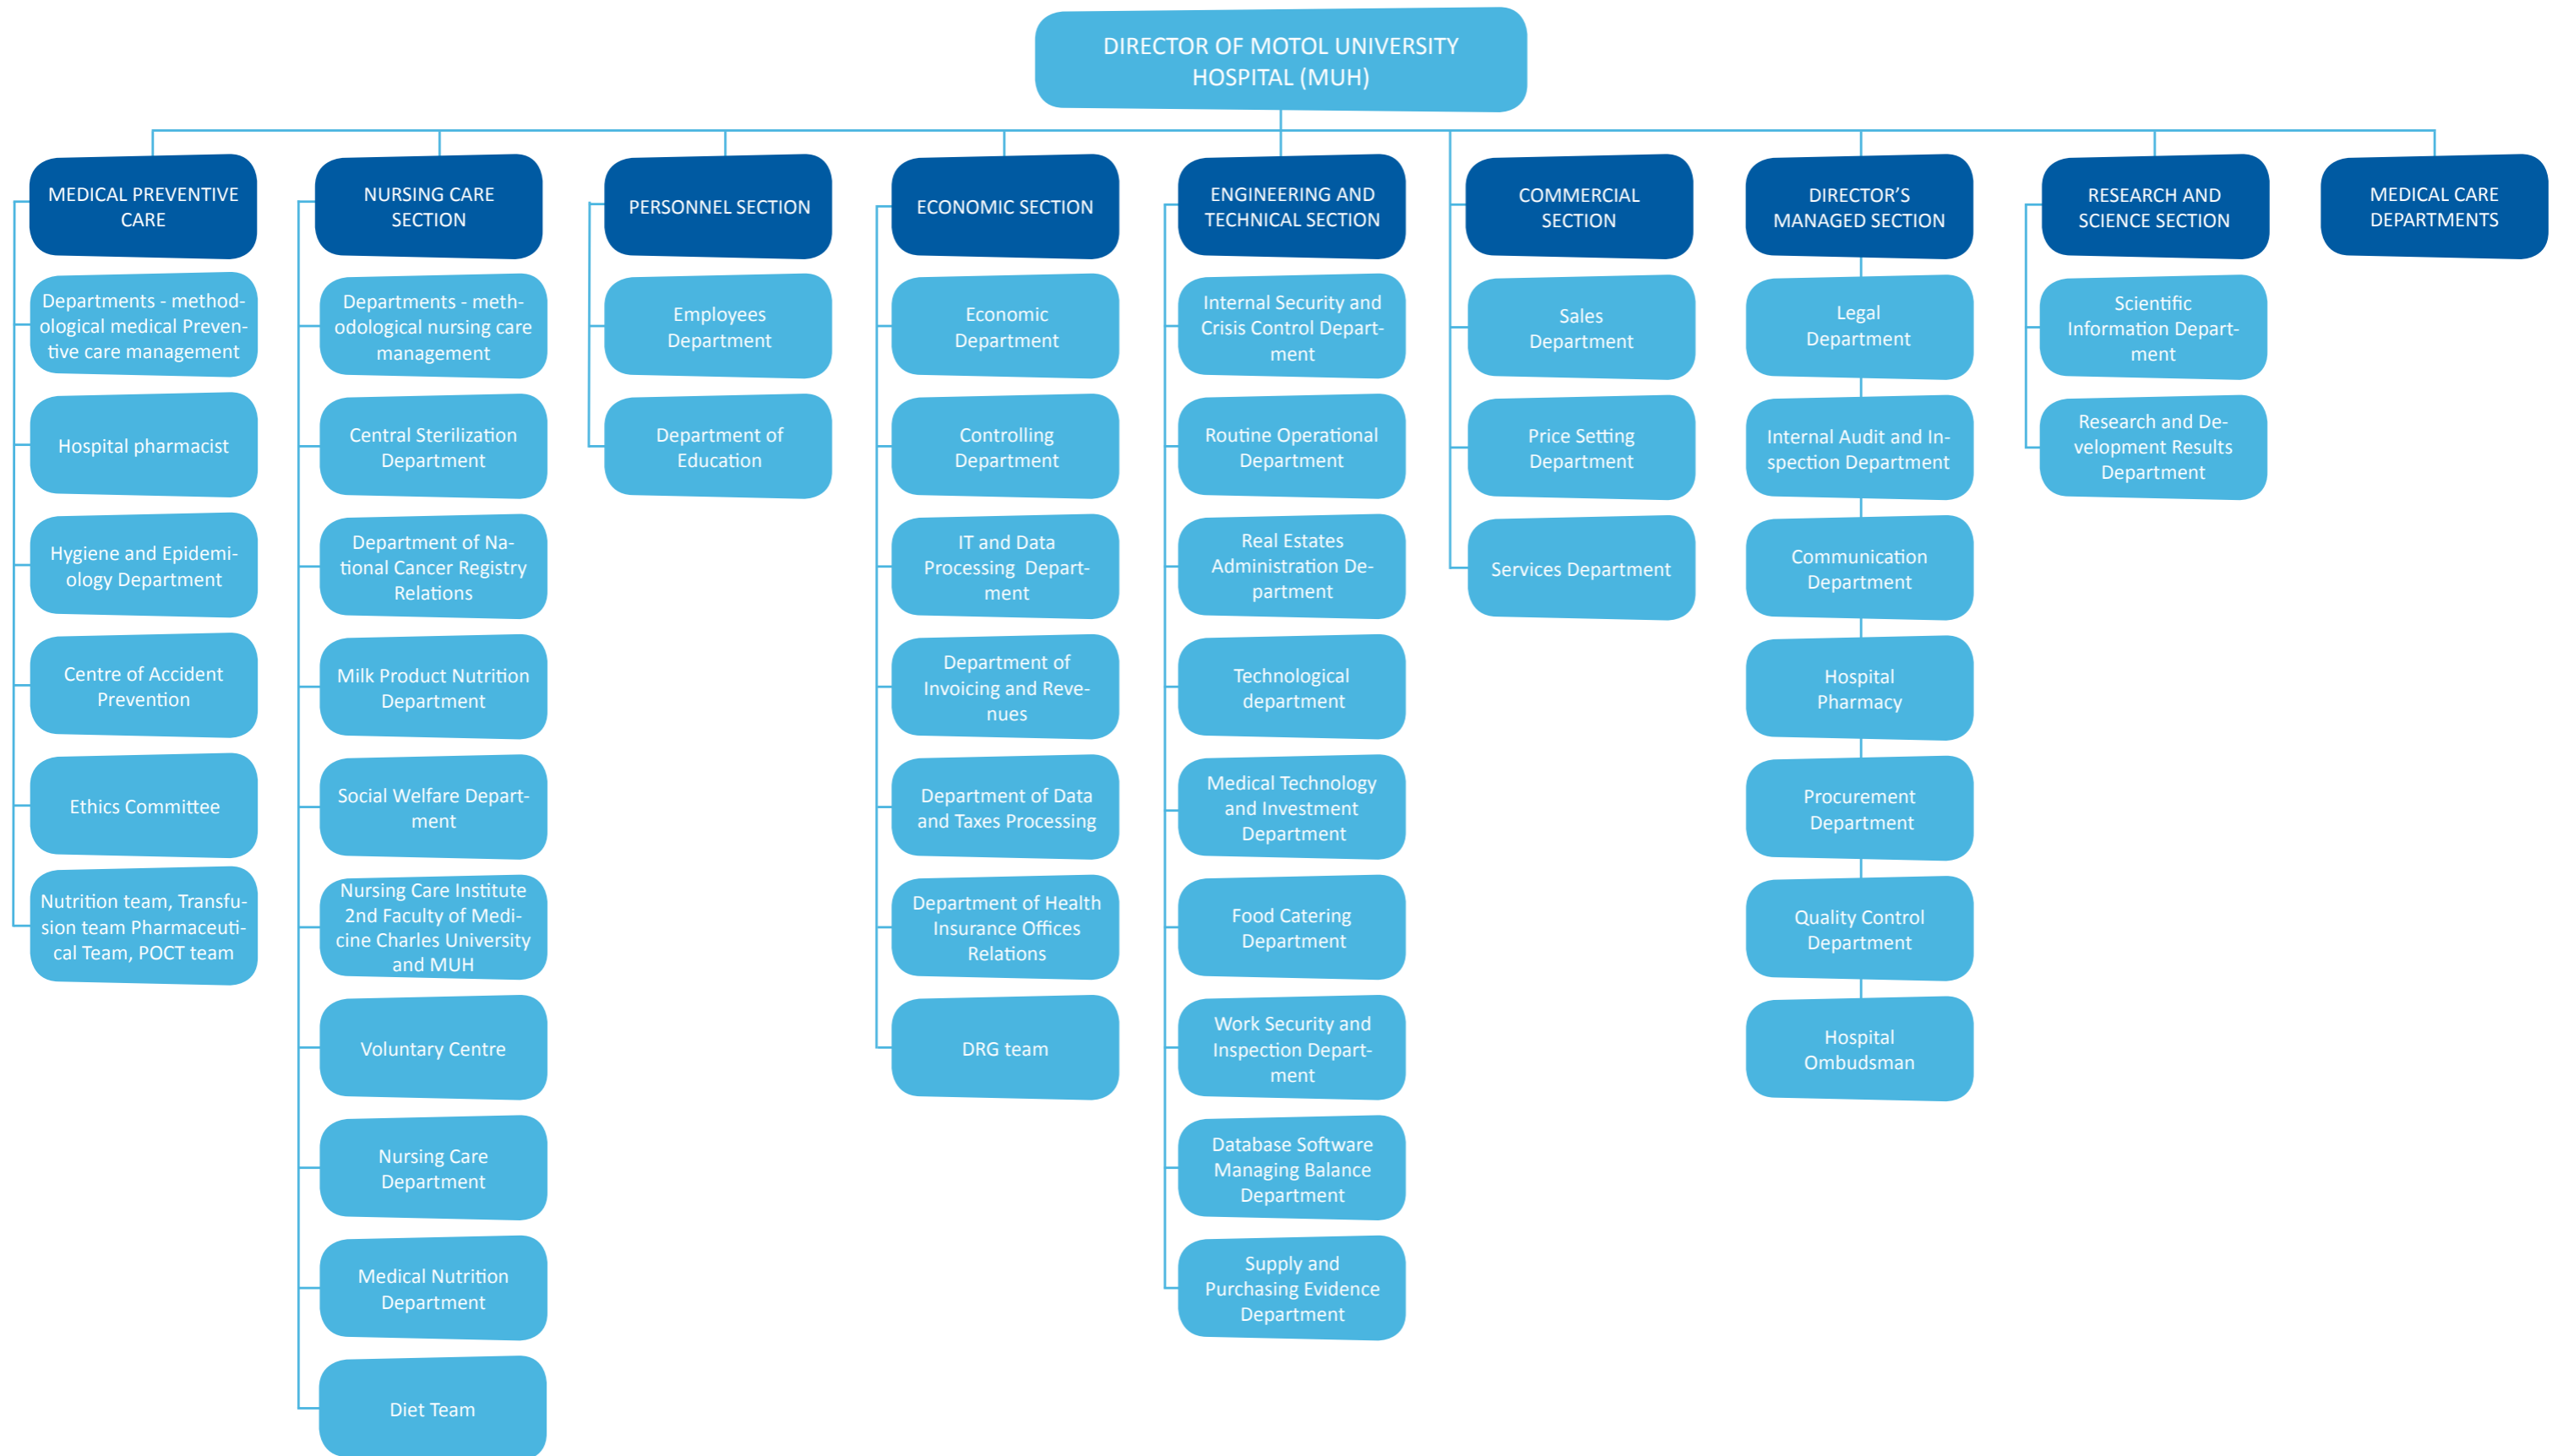 DIRECTOR OF MOTOL UNIVERSITY
HOSPITAL (MUH)
MEDICAL PREVENTIVE
CARE
Departments - method-
ological medical Preven-
tive care management
Hospital pharmacist
Hygiene and Epidemi-
ology Department
Centre of Accident
Prevention
Ethics Committee
Nutrition team, Transfu-
sion team Pharmaceuti-
cal Team, POCT team
NURSING CARE
SECTION
Departments - meth-
odological nursing care
management
Central Sterilization
Department
Department of Na-
tional Cancer Registry
Relations
Milk Product Nutrition
Department
Social Welfare Depart-
ment
Nursing Care Institute
2nd Faculty of Medi-
cine Charles University
and MUH
Voluntary Centre
Nursing Care
Department
Medical Nutrition
Department
Diet Team
PERSONNEL SECTION
Employees
Department
Department of
Education
ECONOMIC SECTION
Economic
Department
Controlling
Department
IT and Data
Processing Depart-
ment
Department of
Invoicing and Reve-
nues
Department of Data
and Taxes Processing
Department of Health
Insurance Offices
Relations
DRG team
ENGINEERING AND
TECHNICAL SECTION
Internal Security and
Crisis Control Depart-
ment
Routine Operational
Department
Real Estates
Administration De-
partment
Technological
department
Medical Technology
and Investment
Department
Food Catering
Department
Work Security and
Inspection Depart-
ment
Database Software
Managing Balance
Department
Supply and
Purchasing Evidence
Department
COMMERCIAL
SECTION
Sales
Department
Price Setting
Department
Services Department
DIRECTOR’S
MANAGED SECTION
Legal
Department
Internal Audit and In-
spection Department
Communication
Department
Hospital
Pharmacy
Procurement
Department
Quality Control
Department
Hospital
Ombudsman
RESEARCH AND
SCIENCE SECTION
Scientific
Information Depart-
ment
Research and De-
velopment Results
Department
MEDICAL CARE
DEPARTMENTS